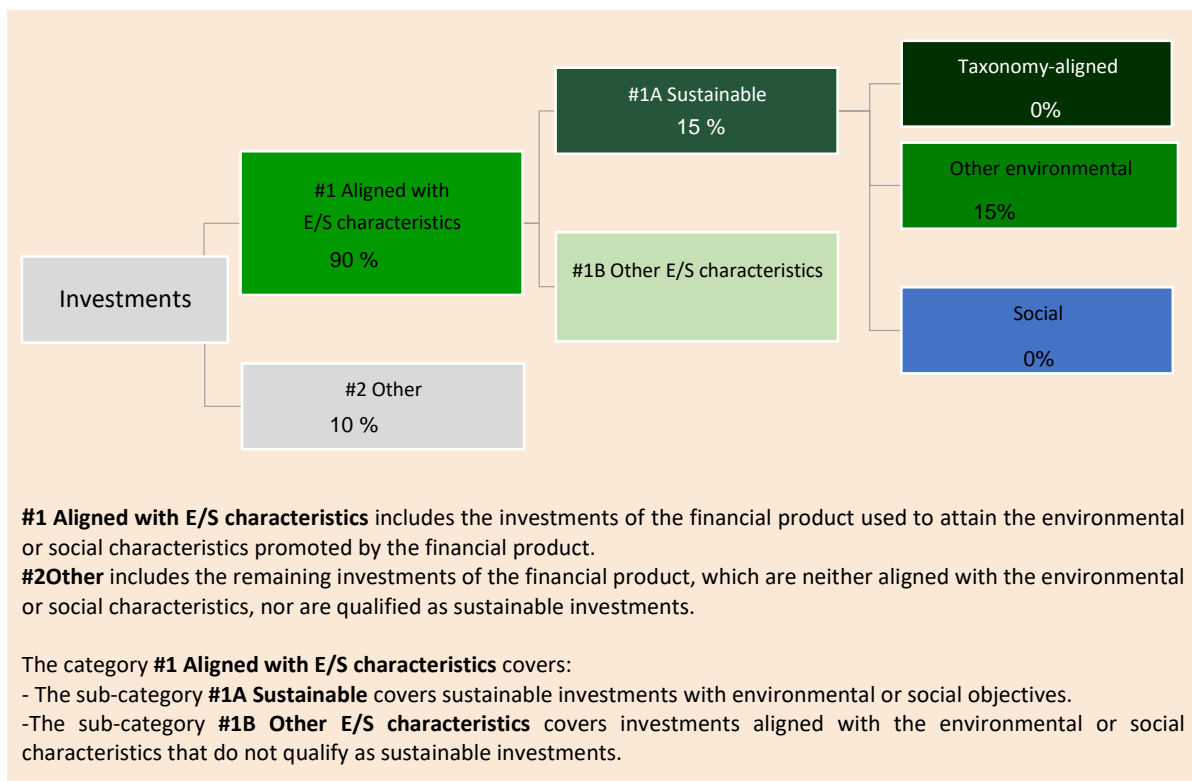 Investments
#1 Aligned with
E/S characteristics
90 %
#2 Other
10 %
#1A Sustainable
15 %
#1B Other E/S characteristics
Taxonomy-aligned
0%
Other environmental
15%
Social
0%
#1 Aligned with E/S characteristics includes the investments of the financial product used to attain the environmental
or social characteristics promoted by the financial product.
#2Other includes the remaining investments of the financial product, which are neither aligned with the environmental
or social characteristics, nor are qualified as sustainable investments.
The category #1 Aligned with E/S characteristics covers:
- The sub-category #1A Sustainable covers sustainable investments with environmental or social objectives.
-The sub-category #1B Other E/S characteristics covers investments aligned with the environmental or social
characteristics that do not qualify as sustainable investments.